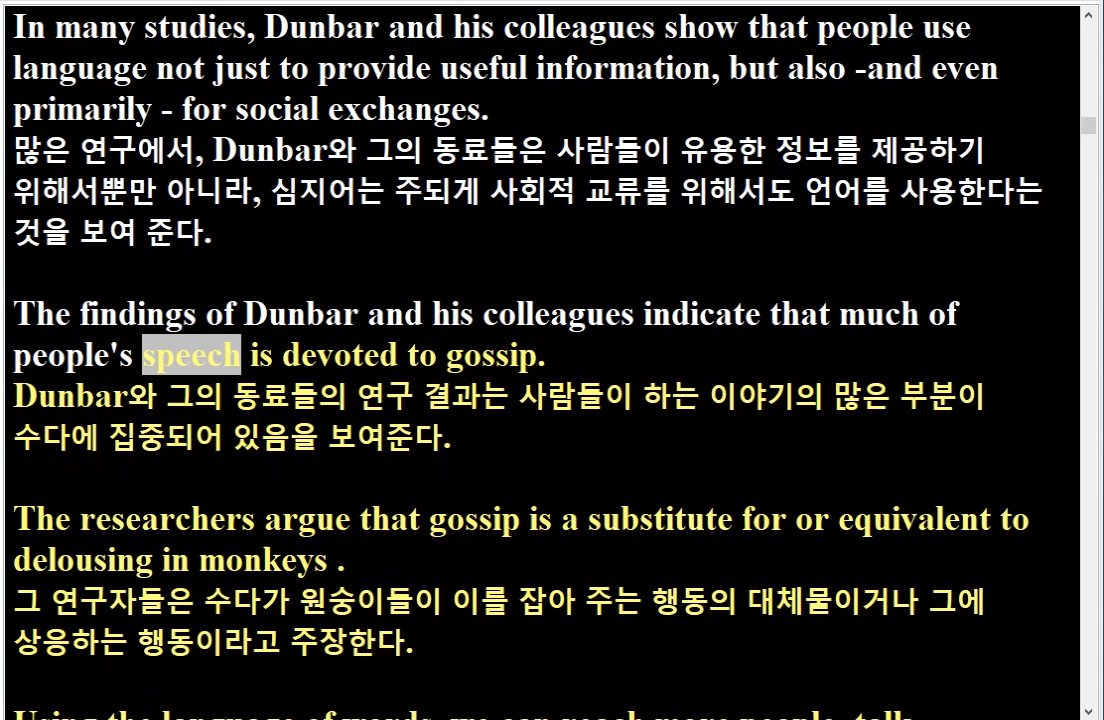 In many studies, Dunbar and his colleagues show that people use
language not just to provide useful information, but also -and even
primarily - for social exchanges.
많은 연구에서, Dunbar와 그의 동료들은 사람들이 유용한 정보를 제공하기
위해서뿐만 아니라, 심지어는 주되게 사회적 교류를 위해서도 언어를 사용한다는
것을 보여 준다.
The findings of Dunbar and his colleagues indicate that much of
people's speech is devoted to gossip.
Dunbar와 그의 동료들의 연구 결과는 사람들이 하는 이야기의 많은 부분이
수다에 집중되어 있음을 보여준다.
The researchers argue that gossip is a substitute for or equivalent to
delousing in monkeys .
그 연구자들은 수다가 원숭이들이 이를 잡아 주는 행동의 대체물이거나 그에
상응하는 행동이라고 주장한다.
Using the language of words, we can reach more people, talk